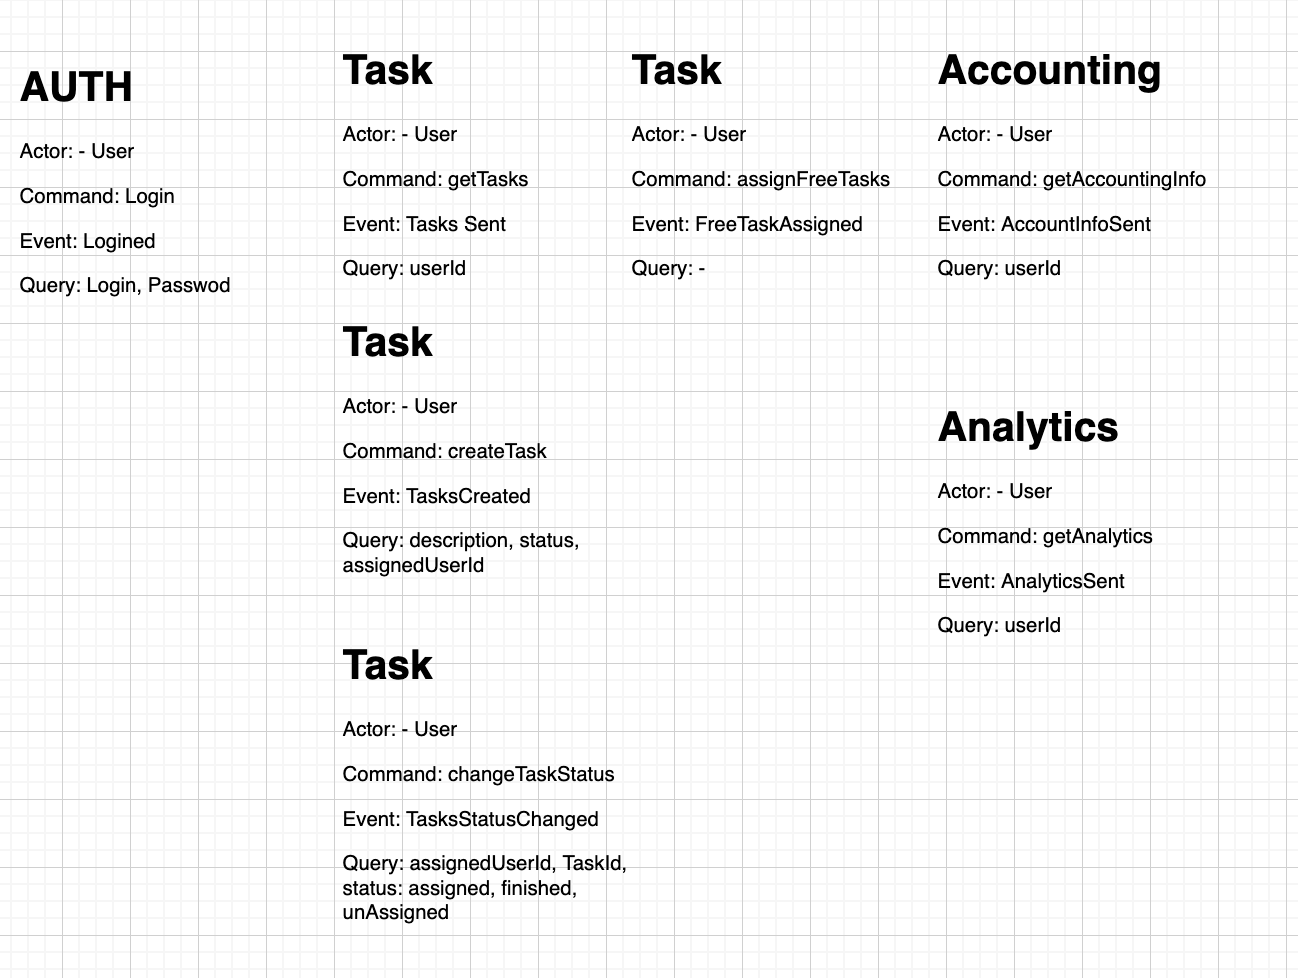 AUTH
Actor: - User
Command: Login
Event: Logined
Query: Login, Passwod
Task
Actor: - User
Command: getTasks
Event: Tasks Sent
Query: userId
Task
Actor: - User
Command: createTask
Event: TasksCreated
Query: description, status,
assignedUserId
Task
Actor: - User
Command: changeTaskStatus
Event: TasksStatusChanged
Query: assignedUserId, TaskId,
status: assigned, finished,
unAssigned
Task
Actor: - User
Command: assignFreeTasks
Event: FreeTaskAssigned
Query: -
Accounting
Actor: - User
Command: getAccountingInfo
Event: AccountInfoSent
Query: userId
Analytics
Actor: - User
Command: getAnalytics
Event: AnalyticsSent
Query: userId